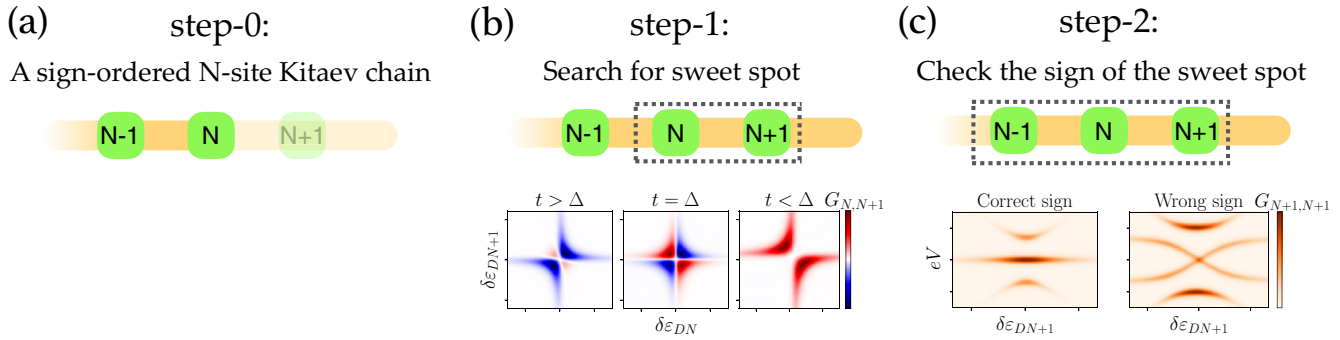 (a)
step-0:
A sign-ordered N-site Kitaev chain
N-1
N
N+1
(b)
step-1:
Search for sweet spot
N-1
N
N+1
t > Δ
t = Δ
t < Δ
G_{N,N+1}
δε_{DN+1}
δε_{DN}
(c)
step-2:
Check the sign of the sweet spot
N-1
N
N+1
Correct sign
Wrong sign
G_{N+1,N+1}
eV
δε_{DN+1}
δε_{DN+1}